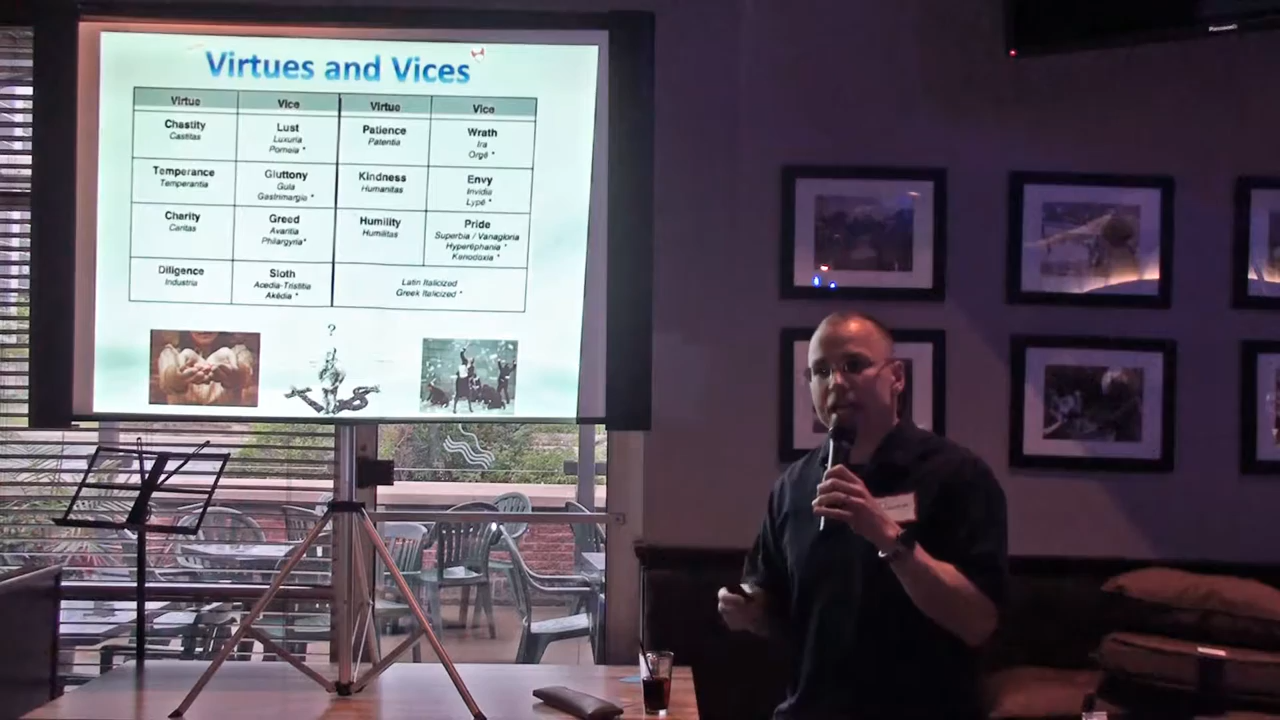 Virtues and Vices
Virtue Vice Virtue Vice
Chastity Lust Patience Wrath
Castitas Luxuria Patentia Ira
Porneia * Orgē *
Temperance Gluttony Kindness Envy
Temperantia Gula Humanitas Invidia
Gastrimargia * Lypē *
Charity Greed Humility Pride
Caritas Avaritia Humilitas Superbia / Vanagloria
Philargyria* Hyperēphania *
Kenodoxia *
Diligence Sloth
Industria Acedia-Tristitia Latin Italicized
Akēdia * Greek Italicized *
?